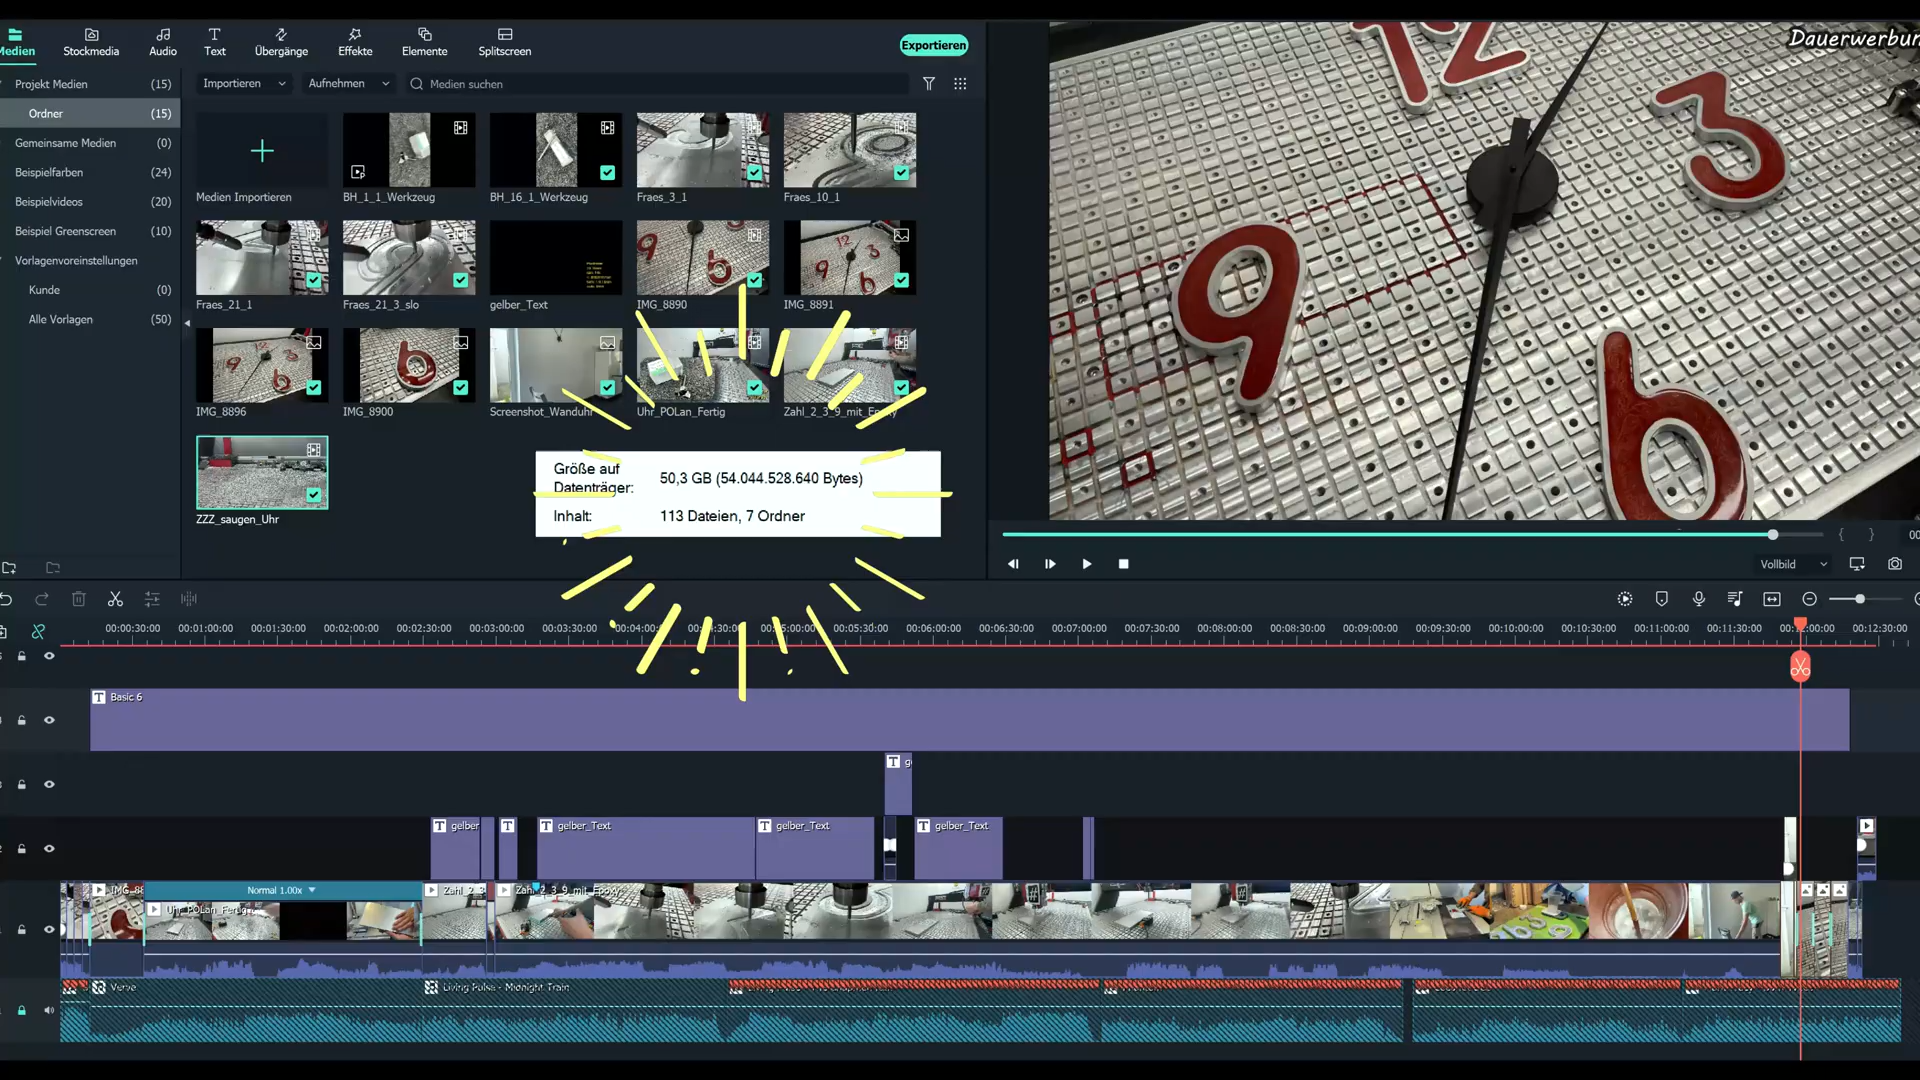 Medien
Stockmedia
Audio
Text
Übergänge
Effekte
Elemente
Splitscreen
Exportieren
Dauerwerbun
Projekt Medien (15)
Importieren
Aufnehmen
Medien suchen
Ordner (15)
Gemeinsame Medien (0)
Beispielfarben (24)
Beispielvideos (20)
Beispiel Greenscreen (10)
Vorlagenvoreinstellungen
Kunde (0)
Alle Vorlagen (50)
Medien Importieren
BH_1_1_Werkzeug
BH_16_1_Werkzeug
Fraes_3_1
Fraes_10_1
Fraes_21_1
Fraes_21_3_slo
gelber_Text
IMG_8890
IMG_8891
IMG_8896
IMG_8900
Screenshot_Wanduhr
Uhr_POLan_Fertig
Zahl_2_3_9_mit_Epoxy
ZZZ_saugen_Uhr
Größe auf Datenträger: 50,3 GB (54.044.528.640 Bytes)
Inhalt: 113 Dateien, 7 Ordner
12
3
9
6
Vollbild
00
00:00:30:00 00:01:00:00 00:01:30:00 00:02:00:00 00:02:30:00 00:03:00:00 00:03:30:00 00:04:00:00 00:05:30:00 00:06:00:00 00:06:30:00 00:07:00:00 00:07:30:00 00:08:00:00 00:08:30:00 00:09:00:00 00:09:30:00 00:10:00:00 00:10:30:00 00:11:00:00 00:11:30:00 00:12:30:00
Basic 6
gelber
gelber_Text
gelber_Text
gelber_Text
IMG_88
Normal 1.00x
Zahl_2_3_9
Zahl_2_3_9_mit_Epoxy
Uhr_POLan_Fertig
Verve
Living Pulse - Midnight Train